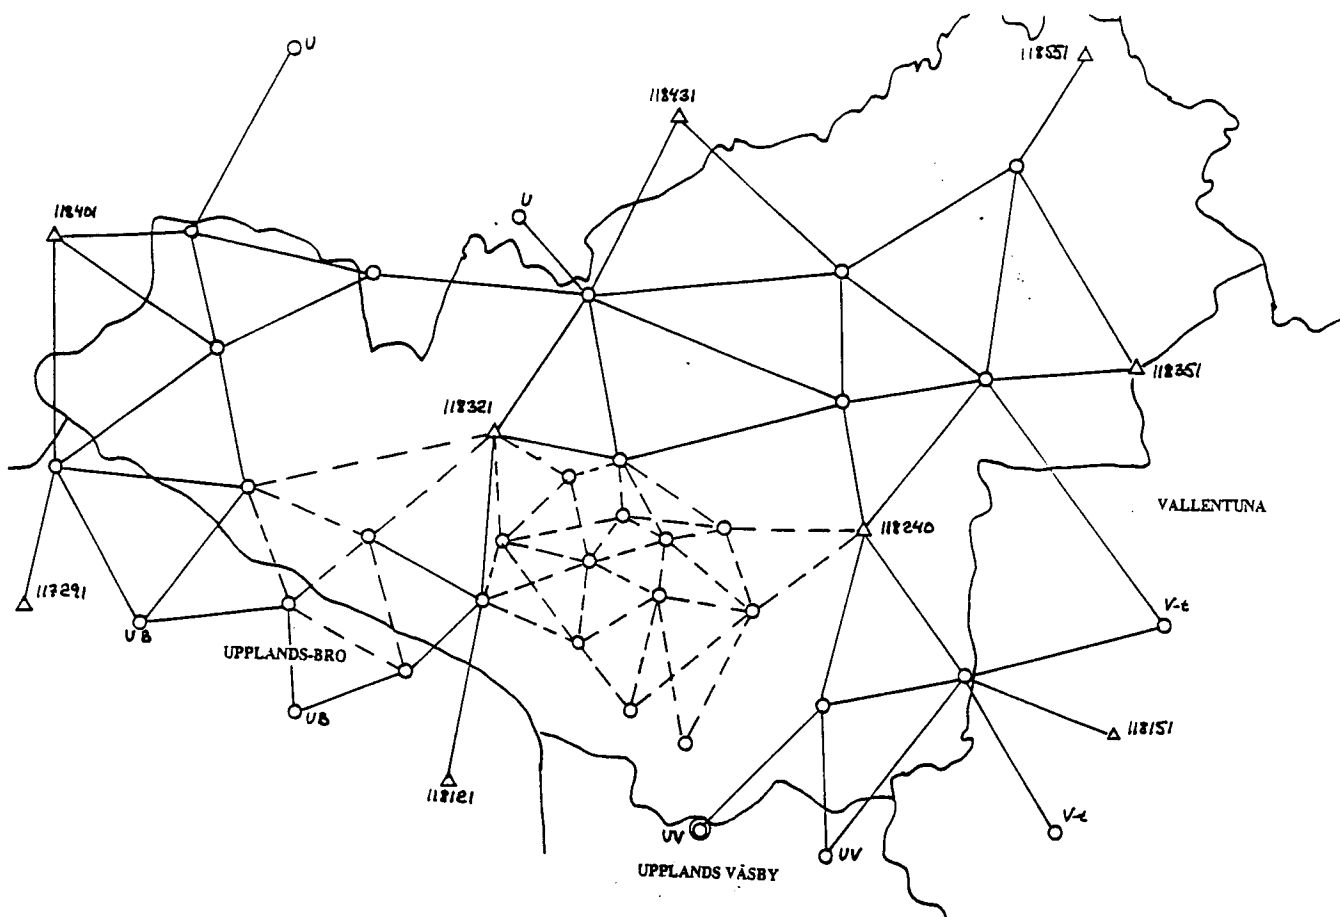 U
118551
118431
U
118401
118351
118321
VALLENTUNA
118240
117291
V-t
UB
UPPLANDS-BRO
UB
118151
118121
V-t
UV
UV
UPPLANDS VÄSBY